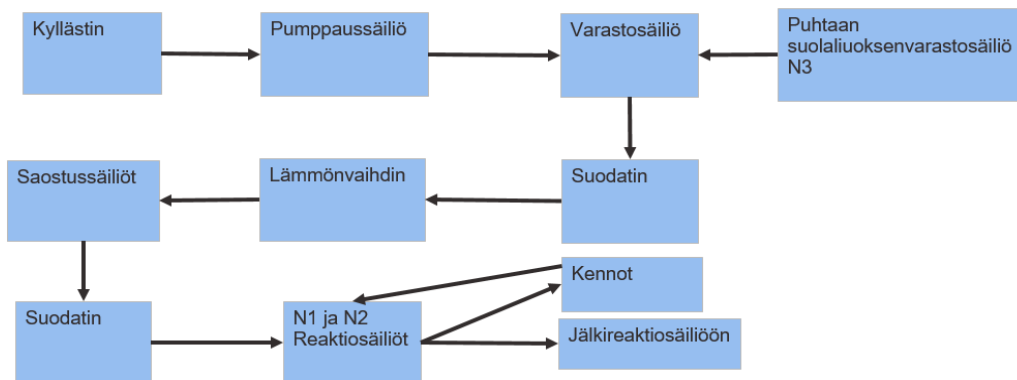 Kyllästin
Pumppaussäiliö
Varastosäiliö
Puhtaan
suolaliuoksenvarastosäiliö
N3
Saostussäiliöt
Lämmönvaihdin
Suodatin
Kennot
Suodatin
N1 ja N2
Reaktiosäiliöt
Jälkireaktiosäiliöön